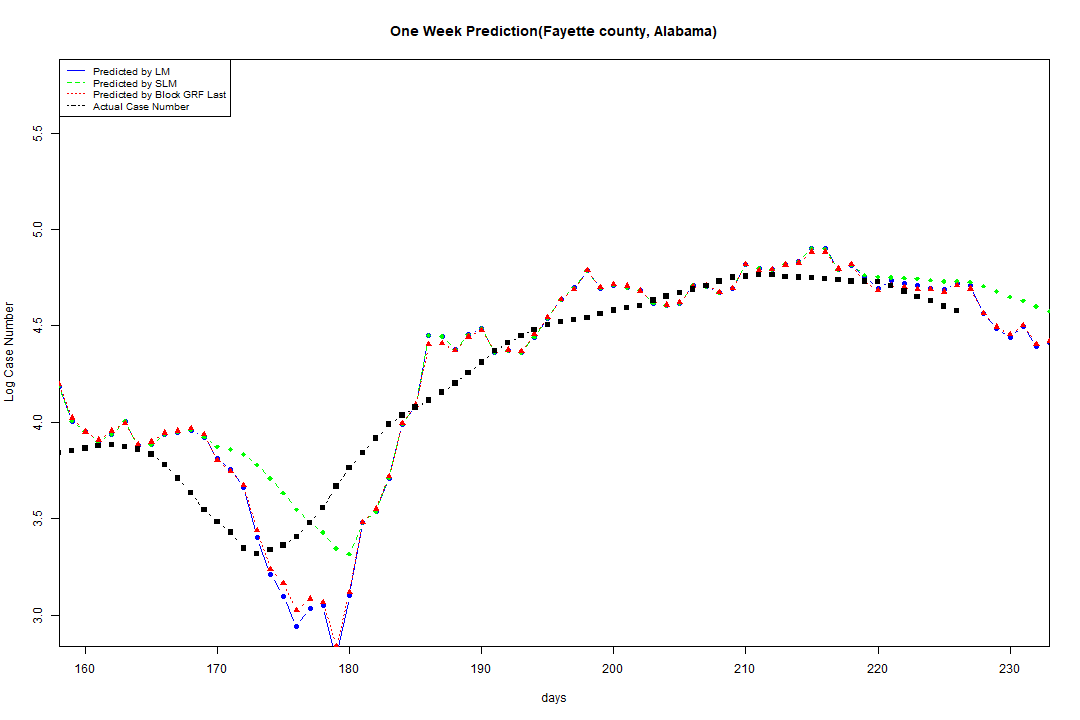 One Week Prediction(Fayette county, Alabama)
Predicted by LM
Predicted by SLM
Predicted by Block GRF Last
Actual Case Number
5.5
5.0
4.5
4.0
3.5
3.0
Log Case Number
160 170 180 190 200 210 220 230
days